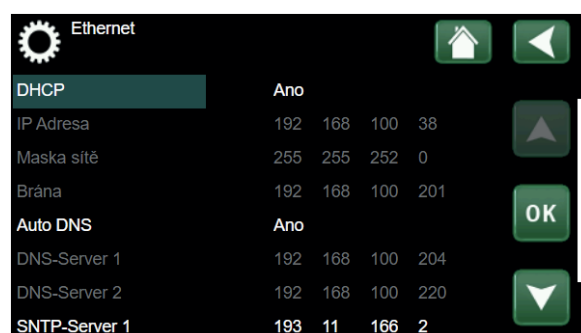 Ethernet
DHCP Ano
IP Adresa 192 168 100 38
Maska sítě 255 255 252 0
Brána 192 168 100 201
Auto DNS Ano
OK
DNS-Server 1 192 168 100 204
DNS-Server 2 192 168 100 220
SNTP-Server 1 193 11 166 2